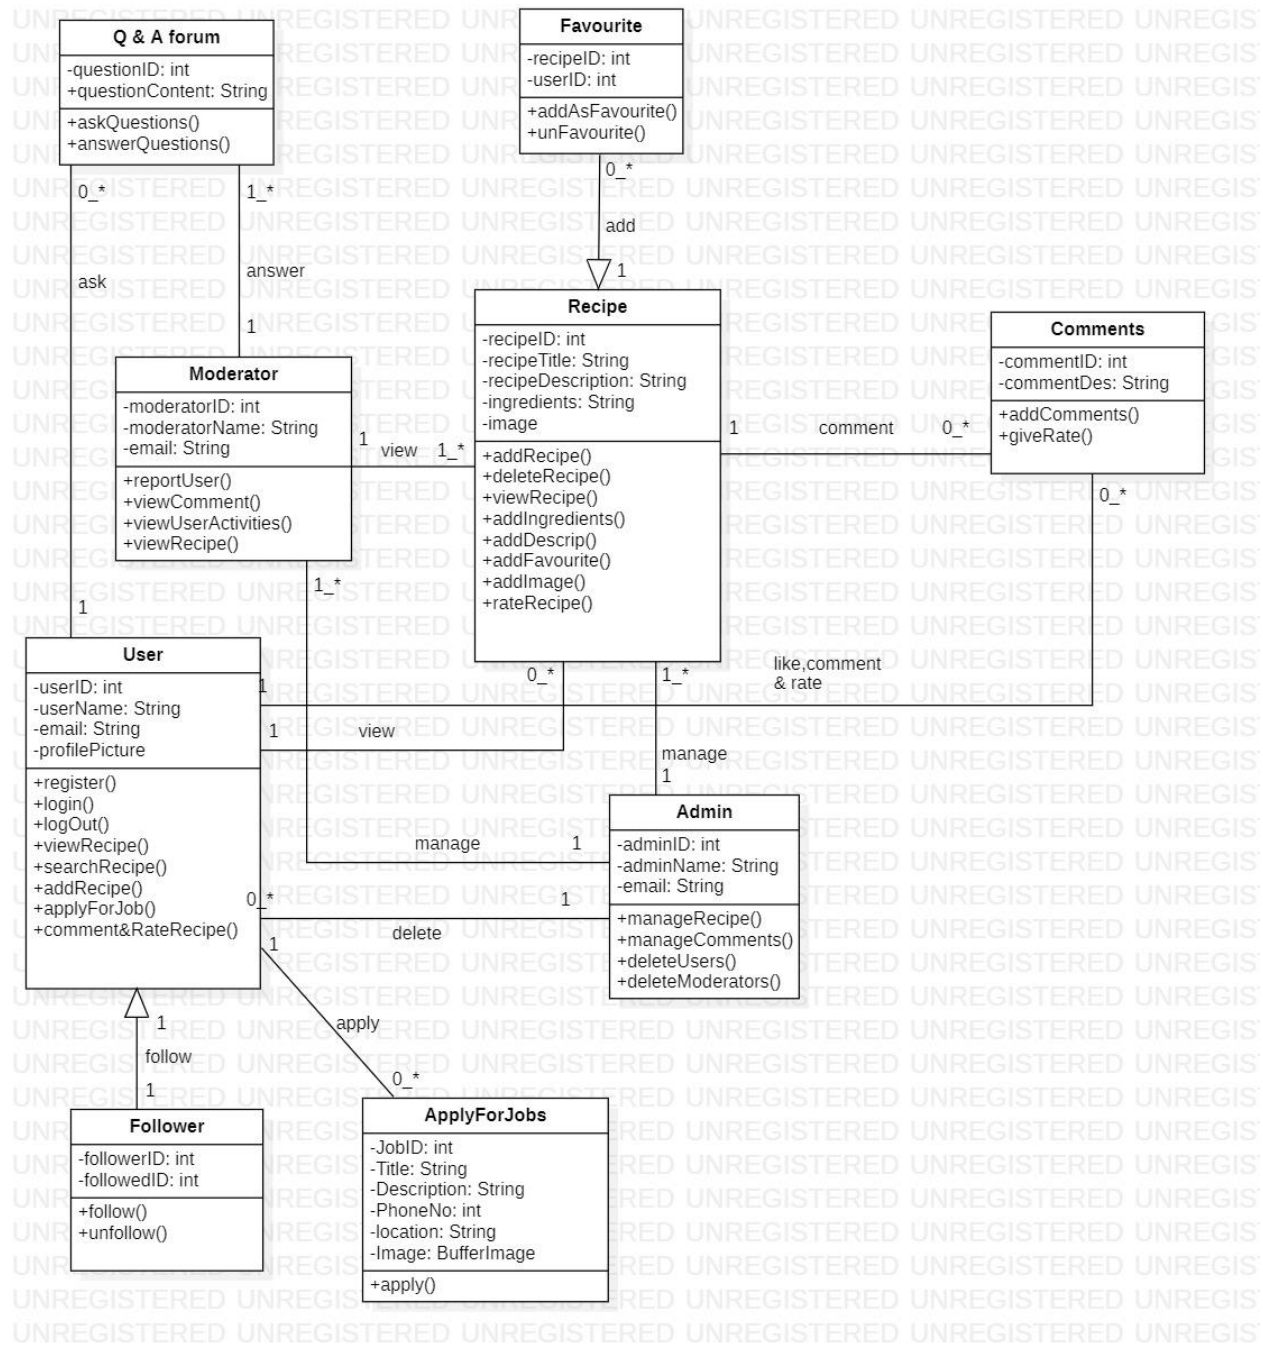 Q & A forum
-questionID: int
+questionContent: String
+askQuestions()
+answerQuestions()
Favourite
-recipeID: int
-userID: int
+addAsFavourite()
+unFavourite()
0_*
1_*
0_*
add
1
ask
answer
1
Recipe
-recipeID: int
-recipeTitle: String
-recipeDescription: String
-ingredients: String
-image
+addRecipe()
+deleteRecipe()
+viewRecipe()
+addIngredients()
+addDescrip()
+addFavourite()
+addImage()
+rateRecipe()
Comments
-commentID: int
-commentDes: String
+addComments()
+giveRate()
1 comment 0_*
0_*
Moderator
-moderatorID: int
-moderatorName: String
-email: String
+reportUser()
+viewComment()
+viewUserActivities()
+viewRecipe()
1 view 1_*
1_*
1
User
-userID: int
-userName: String
-email: String
-profilePicture
+register()
+login()
+logOut()
+viewRecipe()
+searchRecipe()
+addRecipe()
+applyForJob()
+comment&RateRecipe()
1
like,comment
& rate
1 view 0_*
1_*
manage
1
Admin
-adminID: int
-adminName: String
-email: String
+manageRecipe()
+manageComments()
+deleteUsers()
+deleteModerators()
manage 1
0_* delete 1
1
apply
0_*
1
follow
1
Follower
-followerID: int
-followedID: int
+follow()
+unfollow()
ApplyForJobs
-JobID: int
-Title: String
-Description: String
-PhoneNo: int
-location: String
-Image: BufferImage
+apply()
UNREGISTERED